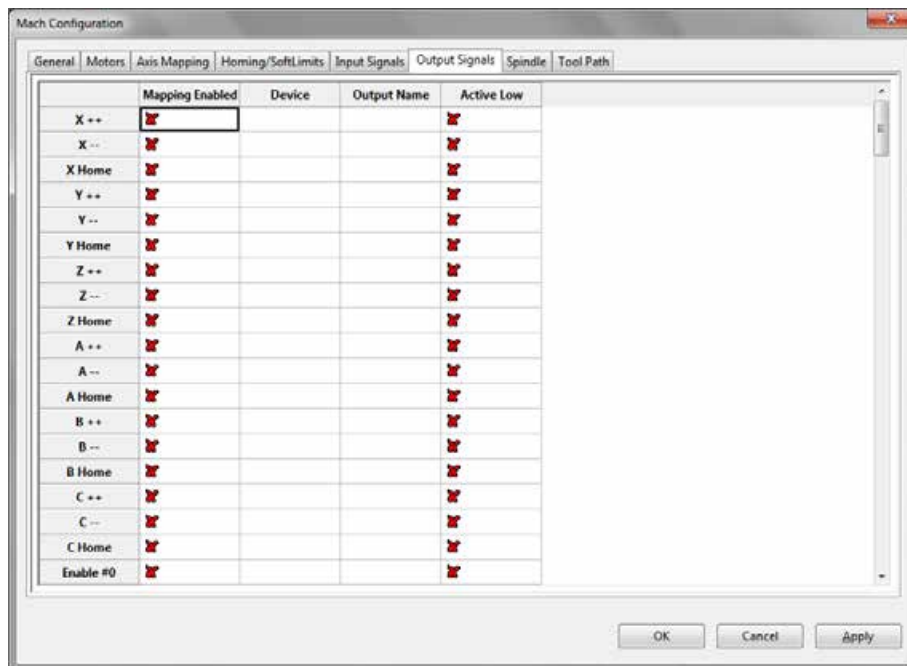 Mach Configuration
General Motors Axis Mapping Homing/SoftLimits Input Signals Output Signals Spindle Tool Path
Mapping Enabled Device Output Name Active Low
X ++
X --
X Home
Y ++
Y --
Y Home
Z ++
Z --
Z Home
A ++
A --
A Home
B ++
B --
B Home
C ++
C --
C Home
Enable #0
OK Cancel Apply